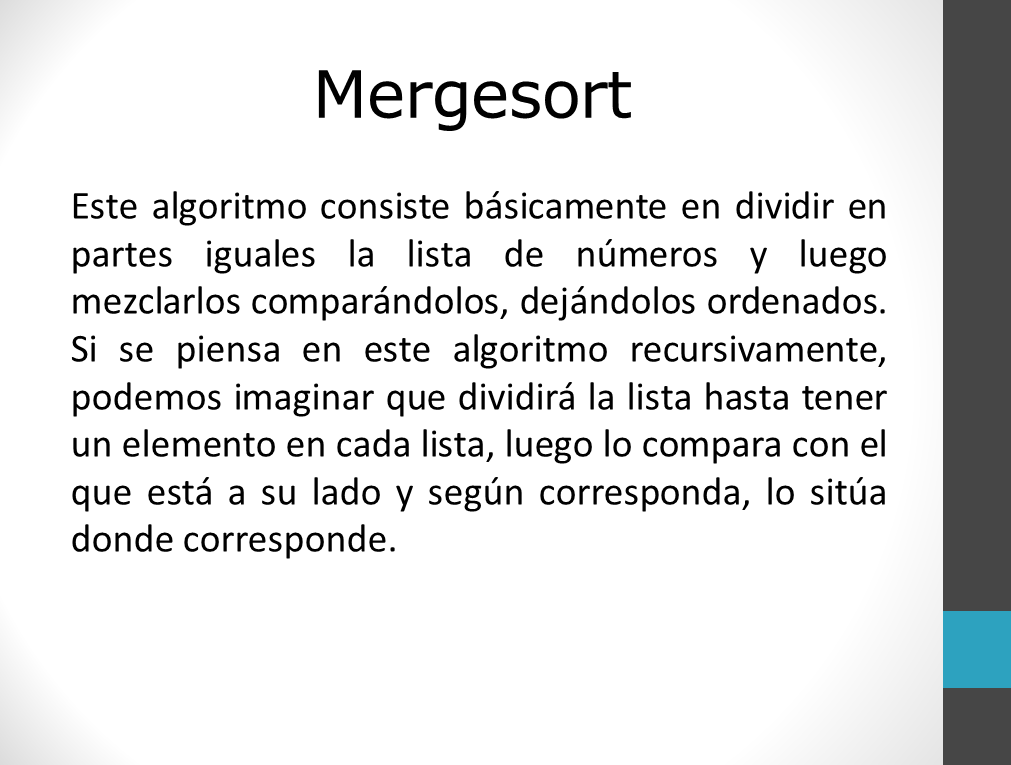 Mergesort
Este algoritmo consiste básicamente en dividir en
partes iguales la lista de números y luego
mezclarlos comparándolos, dejándolos ordenados.
Si se piensa en este algoritmo recursivamente,
podemos imaginar que dividirá la lista hasta tener
un elemento en cada lista, luego lo compara con el
que está a su lado y según corresponda, lo sitúa
donde corresponde.